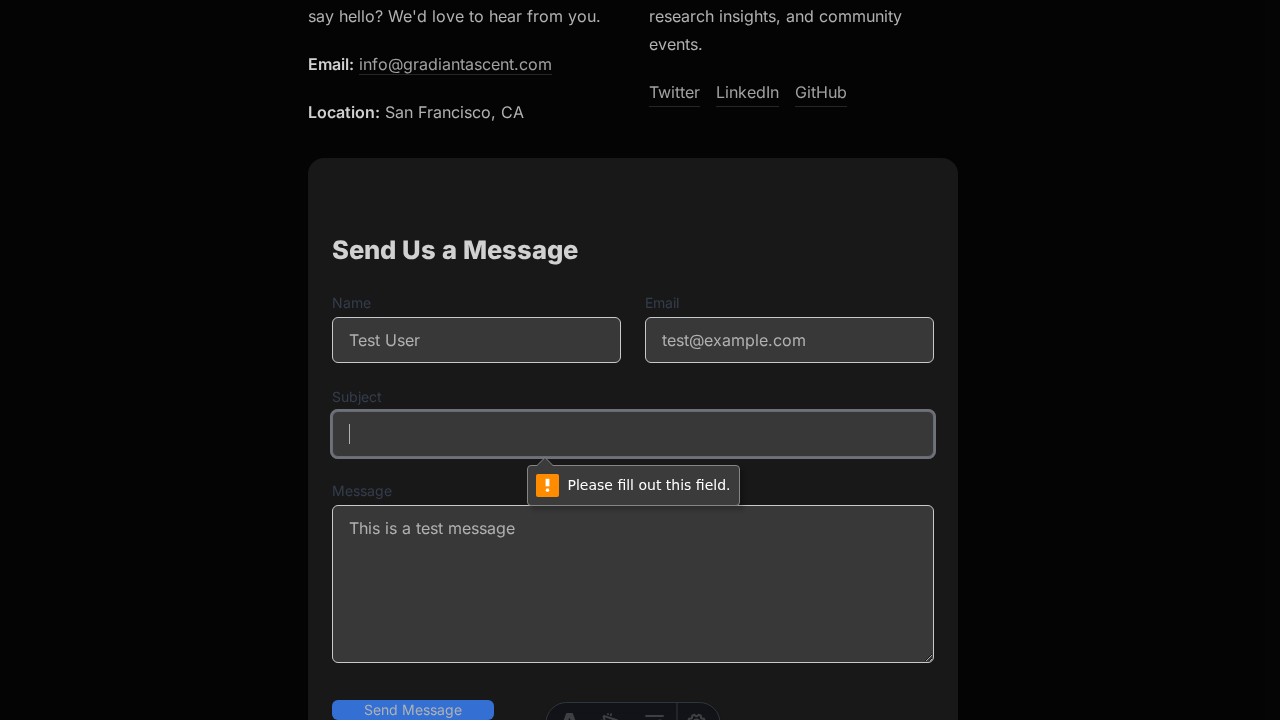 say hello? We'd love to hear from you.
Email: info@gradiantascent.com
Location: San Francisco, CA
research insights, and community
events.
Twitter LinkedIn GitHub
Send Us a Message
Name
Test User
Email
test@example.com
Subject
Please fill out this field.
Message
This is a test message
Send Message